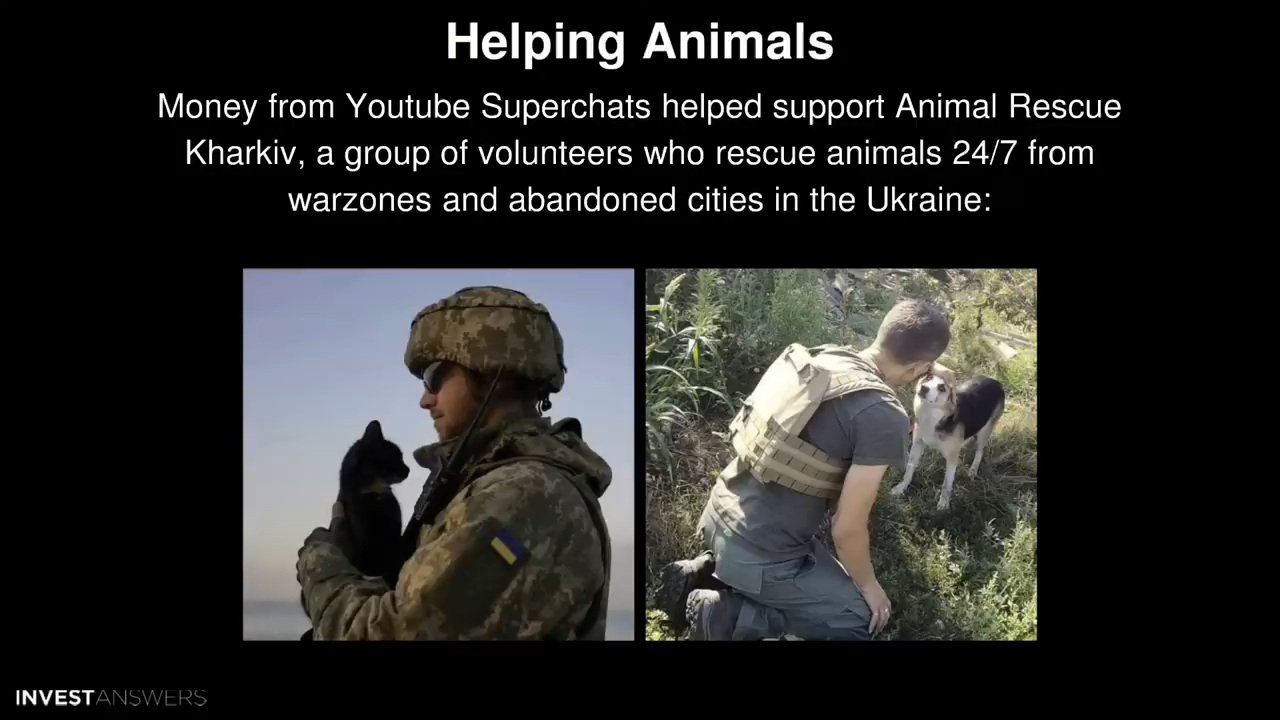 Helping Animals
Money from Youtube Superchats helped support Animal Rescue
Kharkiv, a group of volunteers who rescue animals 24/7 from
warzones and abandoned cities in the Ukraine:
INVESTANSWERS